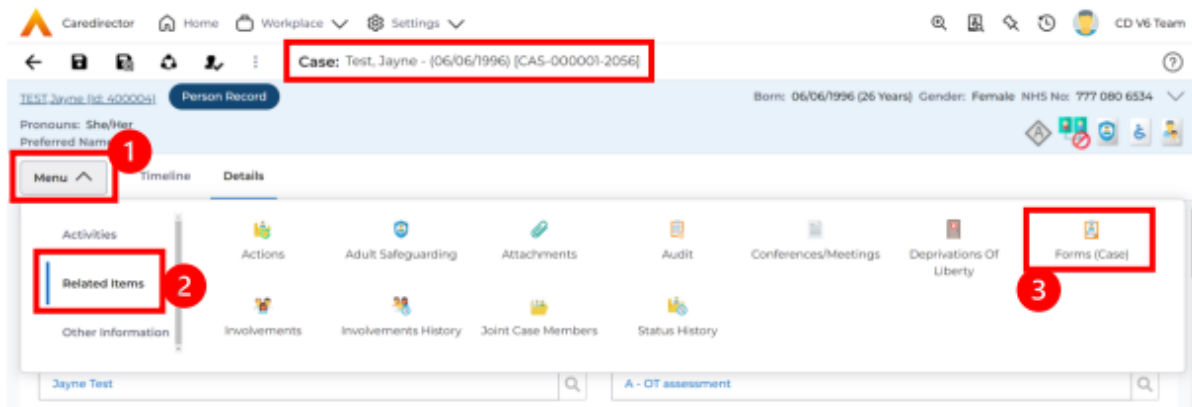 Caredirector Home Workplace Settings CD V6 Team
Case: Test, Jayne - (06/06/1996) [CAS-000001-2056]
TEST, Jayne (Id: 400004) Person Record Born: 06/06/1996 (26 Years) Gender: Female NHS No: 777 080 6534
Pronouns: She/Her
Preferred Nam
1
Menu Timeline Details
Activities
Related Items
2
Other Information
Actions Adult Safeguarding Attachments Audit Conferences/Meetings Deprivations Of Liberty Forms (Case)
3
Involvements Involvements History Joint Case Members Status History
Jayne Test A - OT assessment